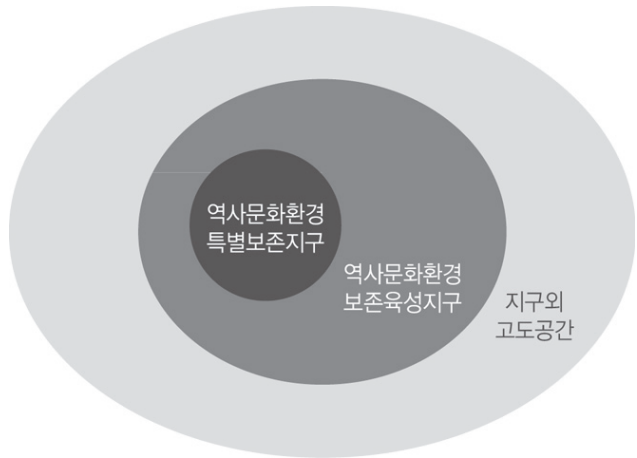 역사문화환경
특별보존지구
역사문화환경
보존육성지구
지구외
고도공간